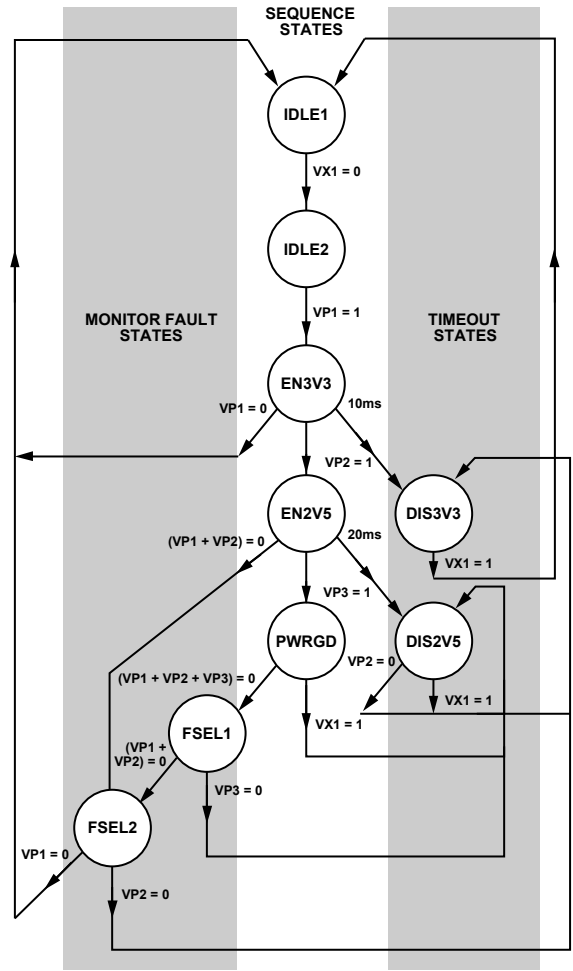 SEQUENCE
STATES
IDLE1
VX1 = 0
IDLE2
VP1 = 1
MONITOR FAULT
STATES
TIMEOUT
STATES
EN3V3
VP1 = 0
10ms
VP2 = 1
DIS3V3
VX1 = 1
EN2V5
(VP1 + VP2) = 0
20ms
VP3 = 1
DIS2V5
VP2 = 0
VX1 = 1
PWRGD
(VP1 + VP2 + VP3) = 0
VX1 = 1
FSEL1
(VP1 +
VP2) = 0
VP3 = 0
FSEL2
VP1 = 0
VP2 = 0